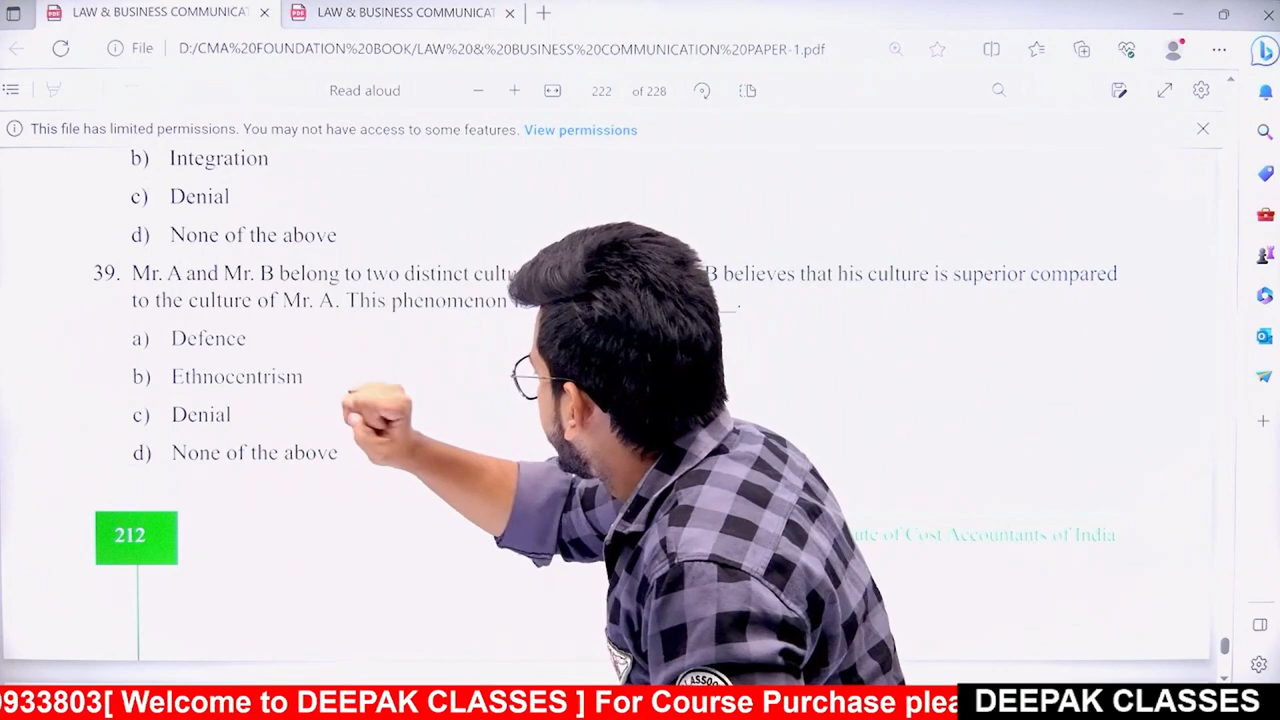 LAW & BUSINESS COMMUNICAT
LAW & BUSINESS COMMUNICAT
File
D:/CMA%20FOUNDATION%20BOOK/LAW%20&%20BUSINESS%20COMMUNICATION%20PAPER-1.pdf
Read aloud
222 of 228
This file has limited permissions. You may not have access to some features. View permissions
b) Integration
c) Denial
d) None of the above
39. Mr. A and Mr. B belong to two distinct B believes that his culture is superior compared
to the culture of Mr. A. This phenomenon
a) Defence
b) Ethnocentrism
c) Denial
d) None of the above
212
of Cost Accountants of India
9933803[ Welcome to DEEPAK CLASSES ] For Course Purchase
DEEPAK CLASSES